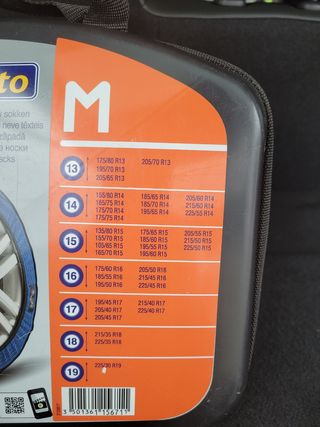 to
M
sokken
neve têxteis
zăpadă
носки
cks
13
175/80 R13 205/70 R13
195/70 R13
205/65 R13
14
155/80 R14 185/65 R14 205/60 R14
165/75 R14 185/70 R14 215/60 R14
175/70 R14 195/65 R14 225/55 R14
175/75 R14
15
135/80 R15 175/65 R15 205/55 R15
155/70 R15 185/60 R15 215/50 R15
165/65 R15 185/55 R15 225/50 R15
165/70 R15 195/60 R15
16
175/60 R16 205/50 R16
185/55 R16 215/45 R16
195/50 R16 225/45 R16
17
195/45 R17 215/40 R17
205/40 R17 225/40 R17
205/45 R17
18
215/35 R18
225/35 R18
19
225/30 R19
3 501361 156711